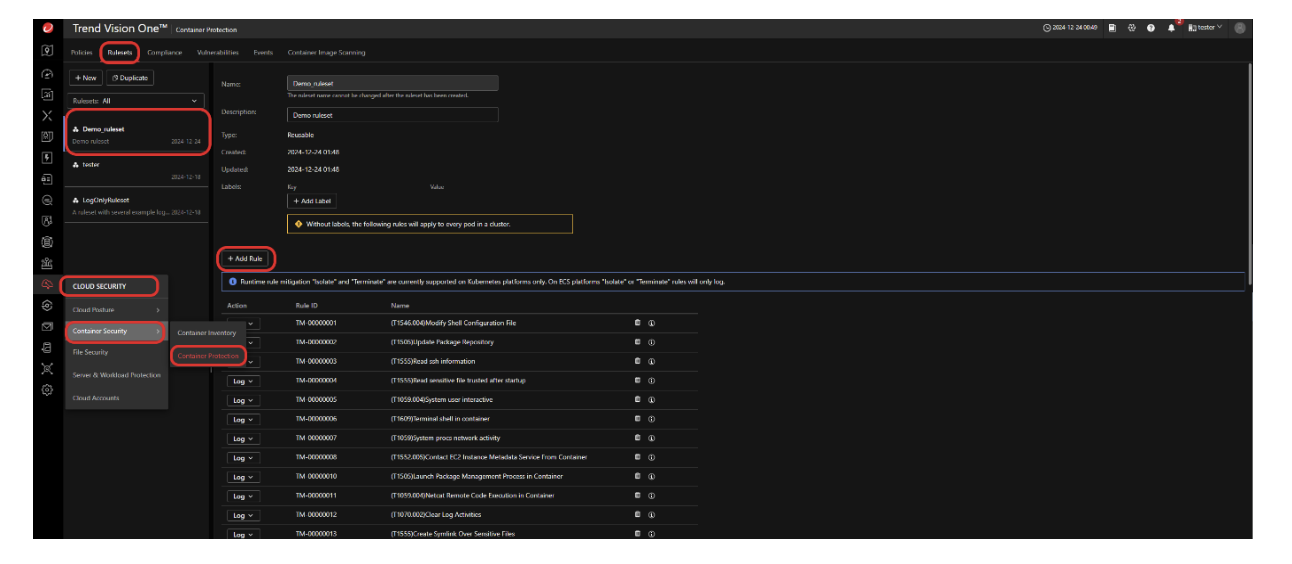 Trend Vision One™ Container Protection 2024-12-24 00:49 tester
Policies Rulesets Compliance Vulnerabilities Events Container Image Scanning
+ New Duplicate
Rulesets: All
Demo_ruleset
Demo ruleset 2024-12-24
tester
2024-12-18
LogOnlyRuleset
A ruleset with several example log... 2024-12-18
Name: Demo_ruleset
The ruleset name cannot be changed after the ruleset has been created.
Description: Demo ruleset
Type: Reusable
Created: 2024-12-24 01:48
Updated: 2024-12-24 01:48
Labels: Key Value
+ Add Label
Without labels, the following rules will apply to every pod in a cluster.
+ Add Rule
Runtime rule mitigation "Isolate" and "Terminate" are currently supported on Kubernetes platforms only. On ECS platforms "Isolate" or "Terminate" rules will only log.
CLOUD SECURITY
Cloud Posture
Container Security
File Security
Server & Workload Protection
Cloud Accounts
Container Inventory
Container Protection
Action Rule ID Name
TM-00000001 (T1546.004)Modify Shell Configuration File
TM-00000002 (T1505)Update Package Repository
TM-00000003 (T1555)Read ssh information
Log TM-00000004 (T1555)Read sensitive file trusted after startup
Log TM-00000005 (T1059.004)System user interactive
Log TM-00000006 (T1609)Terminal shell in container
Log TM-00000007 (T1059)System procs network activity
Log TM-00000008 (T1552.005)Contact EC2 Instance Metadata Service From Container
Log TM-00000010 (T1505)Launch Package Management Process in Container
Log TM-00000011 (T1059.004)Netcat Remote Code Execution in Container
Log TM-00000012 (T1070.002)Clear Log Activities
Log TM-00000013 (T1555)Create Symlink Over Sensitive Files